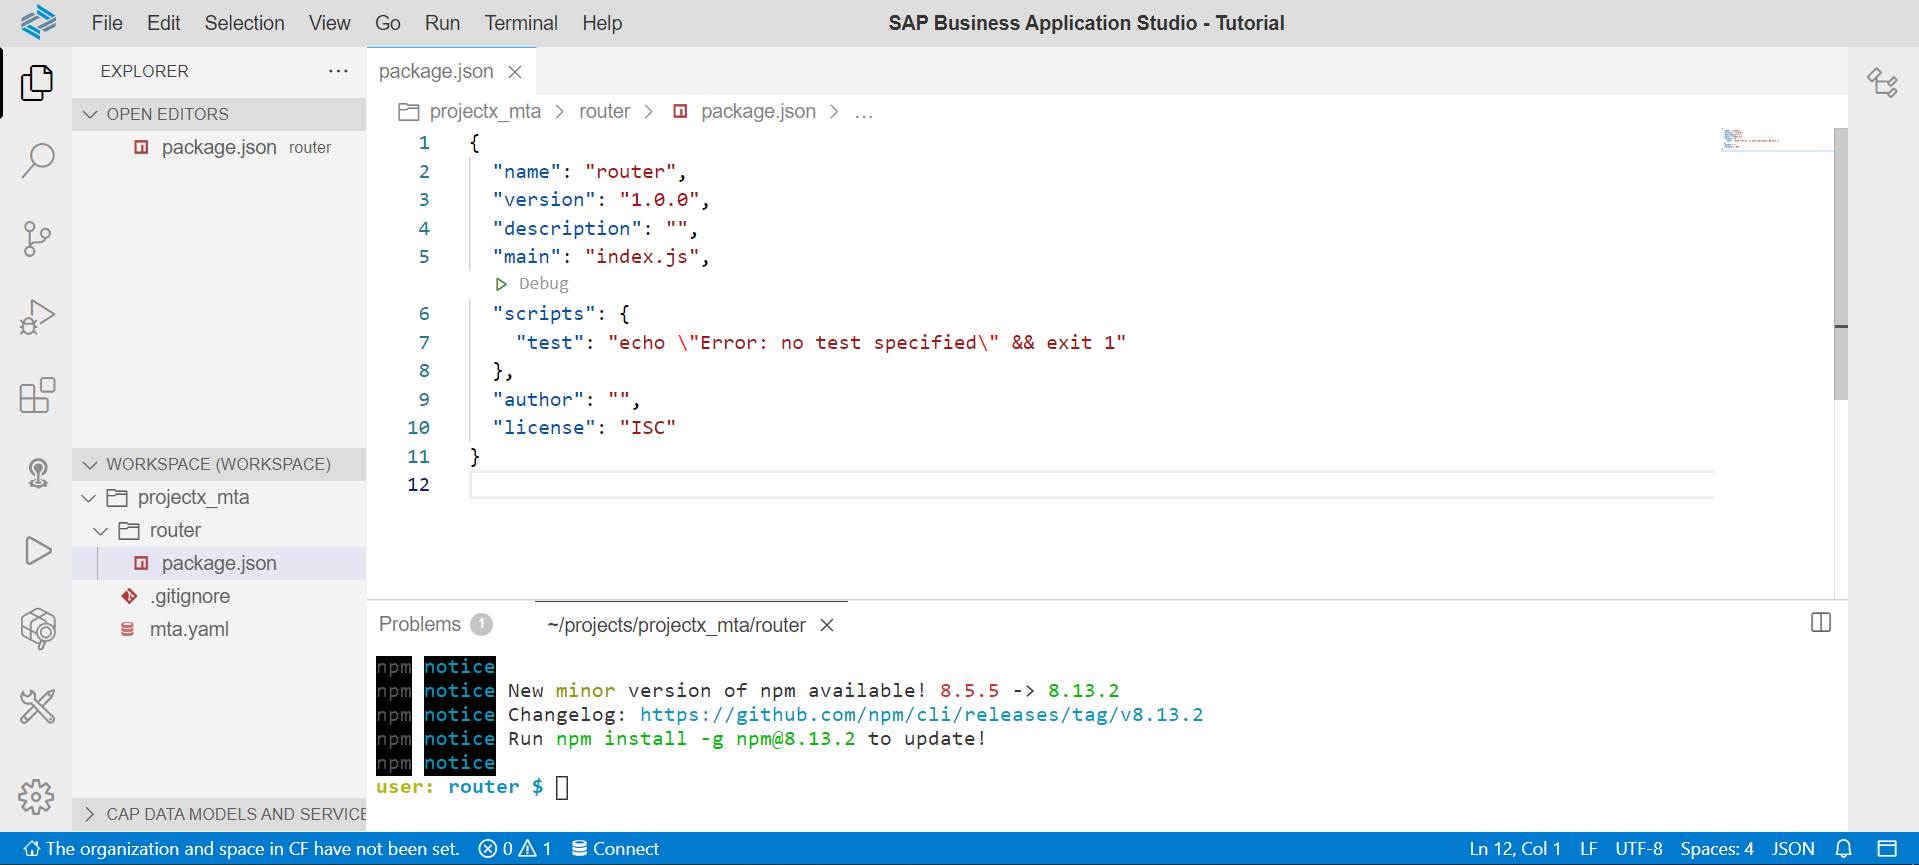 File Edit Selection View Go Run Terminal Help SAP Business Application Studio - Tutorial
EXPLORER ...
OPEN EDITORS
package.json router
WORKSPACE (WORKSPACE)
projectx_mta
router
package.json
.gitignore
mta.yaml
CAP DATA MODELS AND SERVICE
package.json
projectx_mta > router > package.json > ...
1 {
2 "name": "router",
3 "version": "1.0.0",
4 "description": "",
5 "main": "index.js",
Debug
6 "scripts": {
7 "test": "echo \"Error: no test specified\" && exit 1"
8 },
9 "author": "",
10 "license": "ISC"
11 }
12
Problems 1 ~/projects/projectx_mta/router
npm notice
npm notice New minor version of npm available! 8.5.5 -> 8.13.2
npm notice Changelog: https://github.com/npm/cli/releases/tag/v8.13.2
npm notice Run npm install -g npm@8.13.2 to update!
npm notice
user: router $
The organization and space in CF have not been set. 0 1 Connect Ln 12, Col 1 LF UTF-8 Spaces: 4 JSON